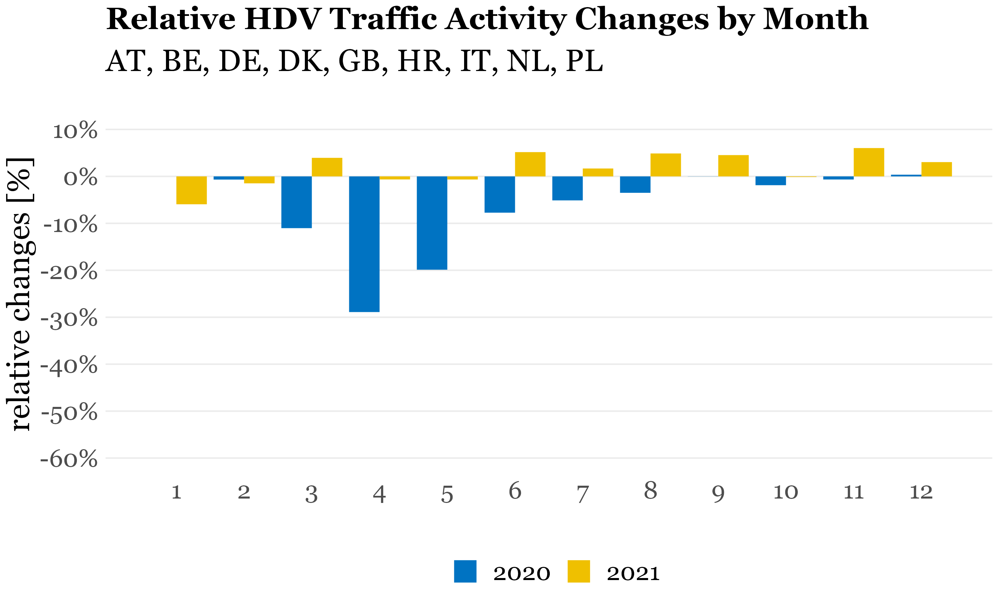 Relative HDV Traffic Activity Changes by Month
AT, BE, DE, DK, GB, HR, IT, NL, PL
relative changes [%]
10%
0%
-10%
-20%
-30%
-40%
-50%
-60%
1 2 3 4 5 6 7 8 9 10 11 12
2020 2021